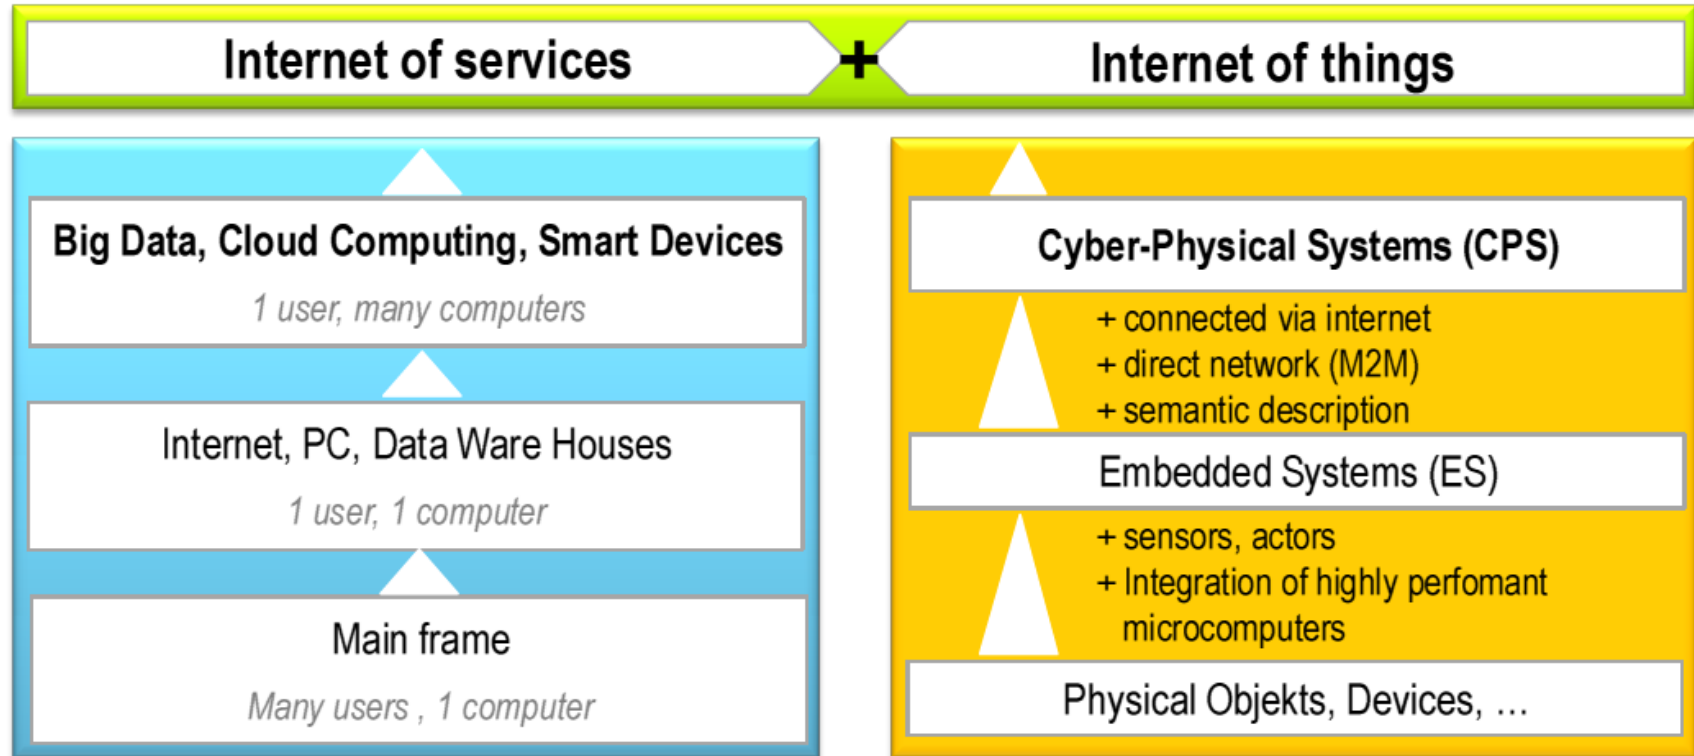 Internet of services
+
Internet of things
Big Data, Cloud Computing, Smart Devices
1 user, many computers
Internet, PC, Data Ware Houses
1 user, 1 computer
Main frame
Many users , 1 computer
Cyber-Physical Systems (CPS)
+ connected via internet
+ direct network (M2M)
+ semantic description
Embedded Systems (ES)
+ sensors, actors
+ Integration of highly perfomant
microcomputers
Physical Objekts, Devices, …